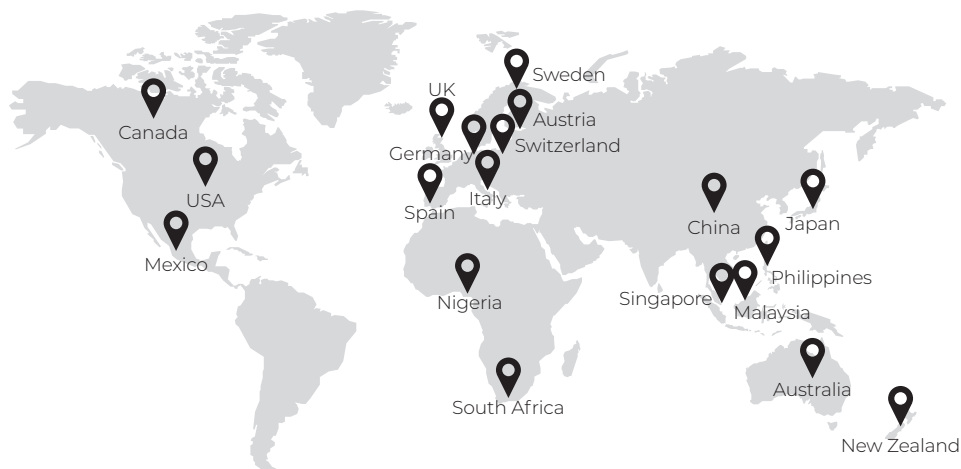 Sweden
UK
Austria
Canada
Switzerland
Germany
USA
Italy
Spain
China
Japan
Mexico
Philippines
Singapore
Nigeria
Malaysia
Australia
South Africa
New Zealand